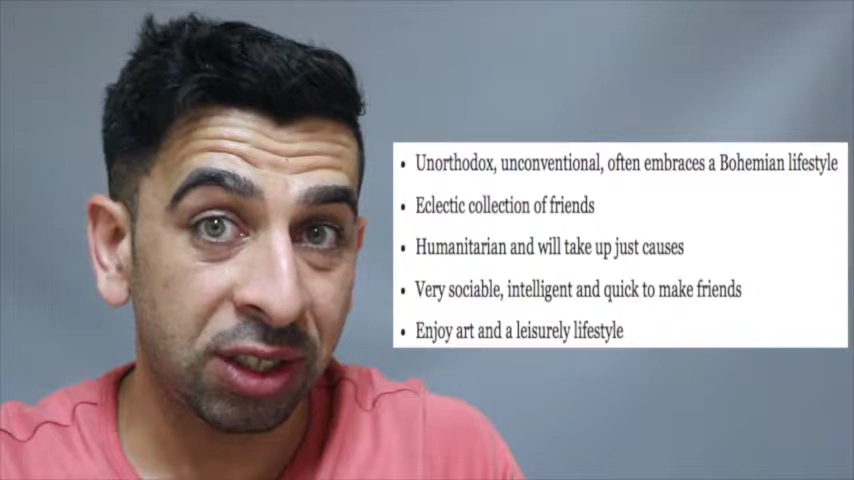 • Unorthodox, unconventional, often embraces a Bohemian lifestyle
• Eclectic collection of friends
• Humanitarian and will take up just causes
• Very sociable, intelligent and quick to make friends
• Enjoy art and a leisurely lifestyle